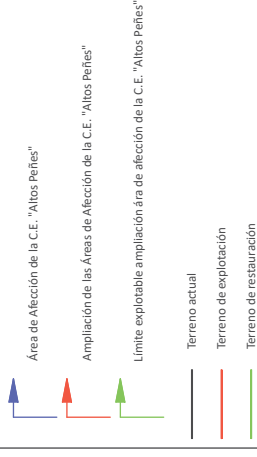 Área de Afección de la C.E. "Altos Peñes"
Ampliación de las Áreas de Afección de la C.E. "Altos Peñes"
Límite explotable ampliación ára de afección de la C.E. "Altos Peñes"
Terreno actual
Terreno de explotación
Terreno de restauración